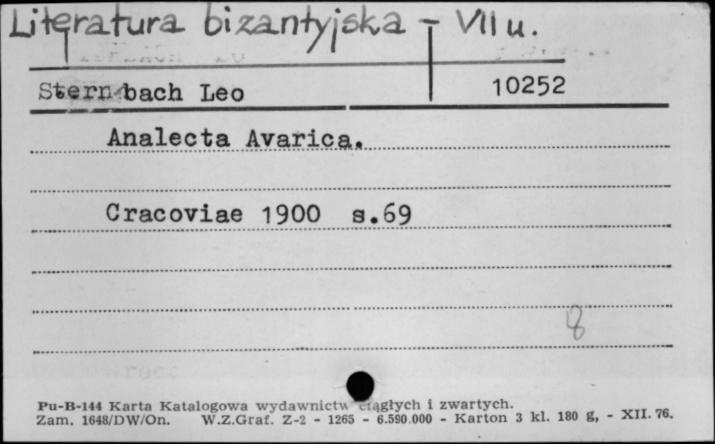 Literatura bizantyjska - VII w.
Sternbach Leo 10252
Analecta Avarica.
Cracoviae 1900 s.69
8
Pu-B-144 Karta Katalogowa wydawnictw ciągłych i zwartych.
Zam. 1648/DW/On. W.Z.Graf. Z-2 - 1265 - 6.590.000 - Karton 3 kl. 180 g, - XII. 76.